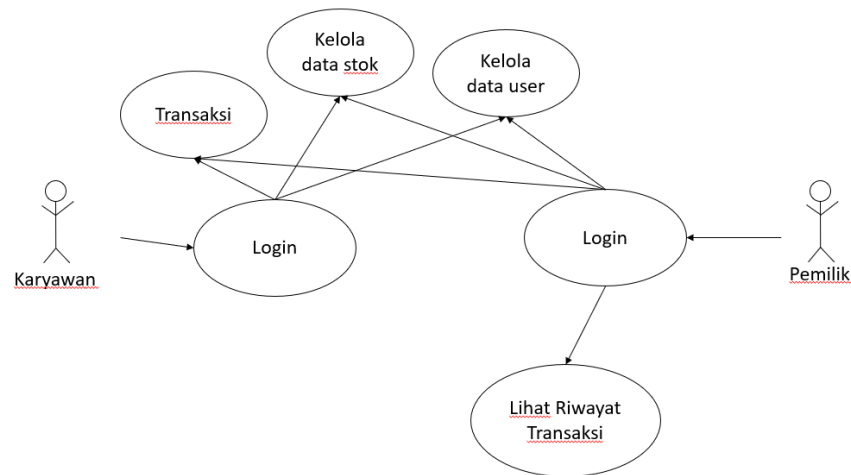 Kelola
data stok
Kelola
data user
Transaksi
Login
Login
Karyawan
Pemilik
Lihat Riwayat
Transaksi